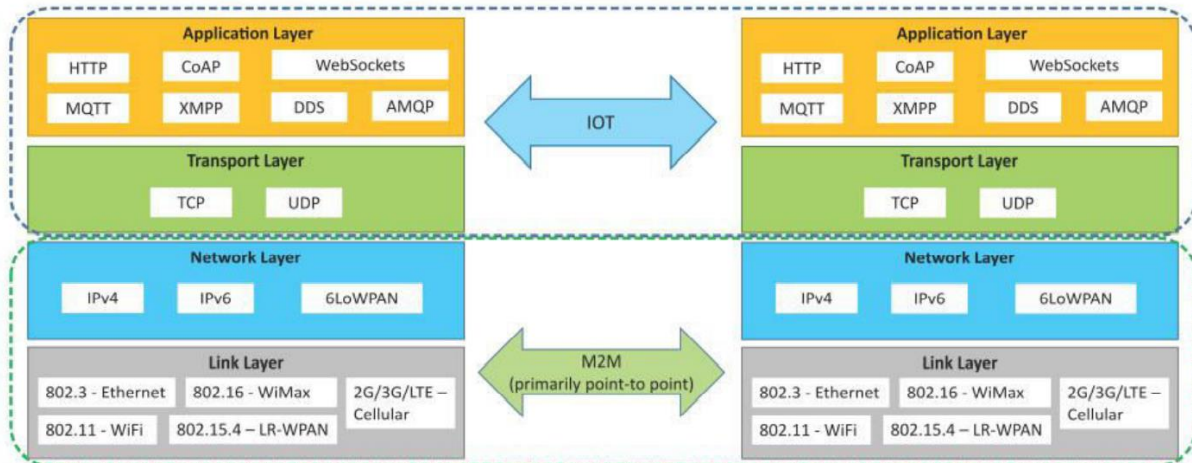 Application Layer
HTTP CoAP WebSockets
MQTT XMPP DDS AMQP
Transport Layer
TCP UDP
Network Layer
IPv4 IPv6 6LoWPAN
Link Layer
802.3 - Ethernet 802.16 - WiMax 2G/3G/LTE –
Cellular
802.11 - WiFi 802.15.4 – LR-WPAN
IOT
M2M
(primarily point-to point)
Application Layer
HTTP CoAP WebSockets
MQTT XMPP DDS AMQP
Transport Layer
TCP UDP
Network Layer
IPv4 IPv6 6LoWPAN
Link Layer
802.3 - Ethernet 802.16 - WiMax 2G/3G/LTE –
Cellular
802.11 - WiFi 802.15.4 – LR-WPAN